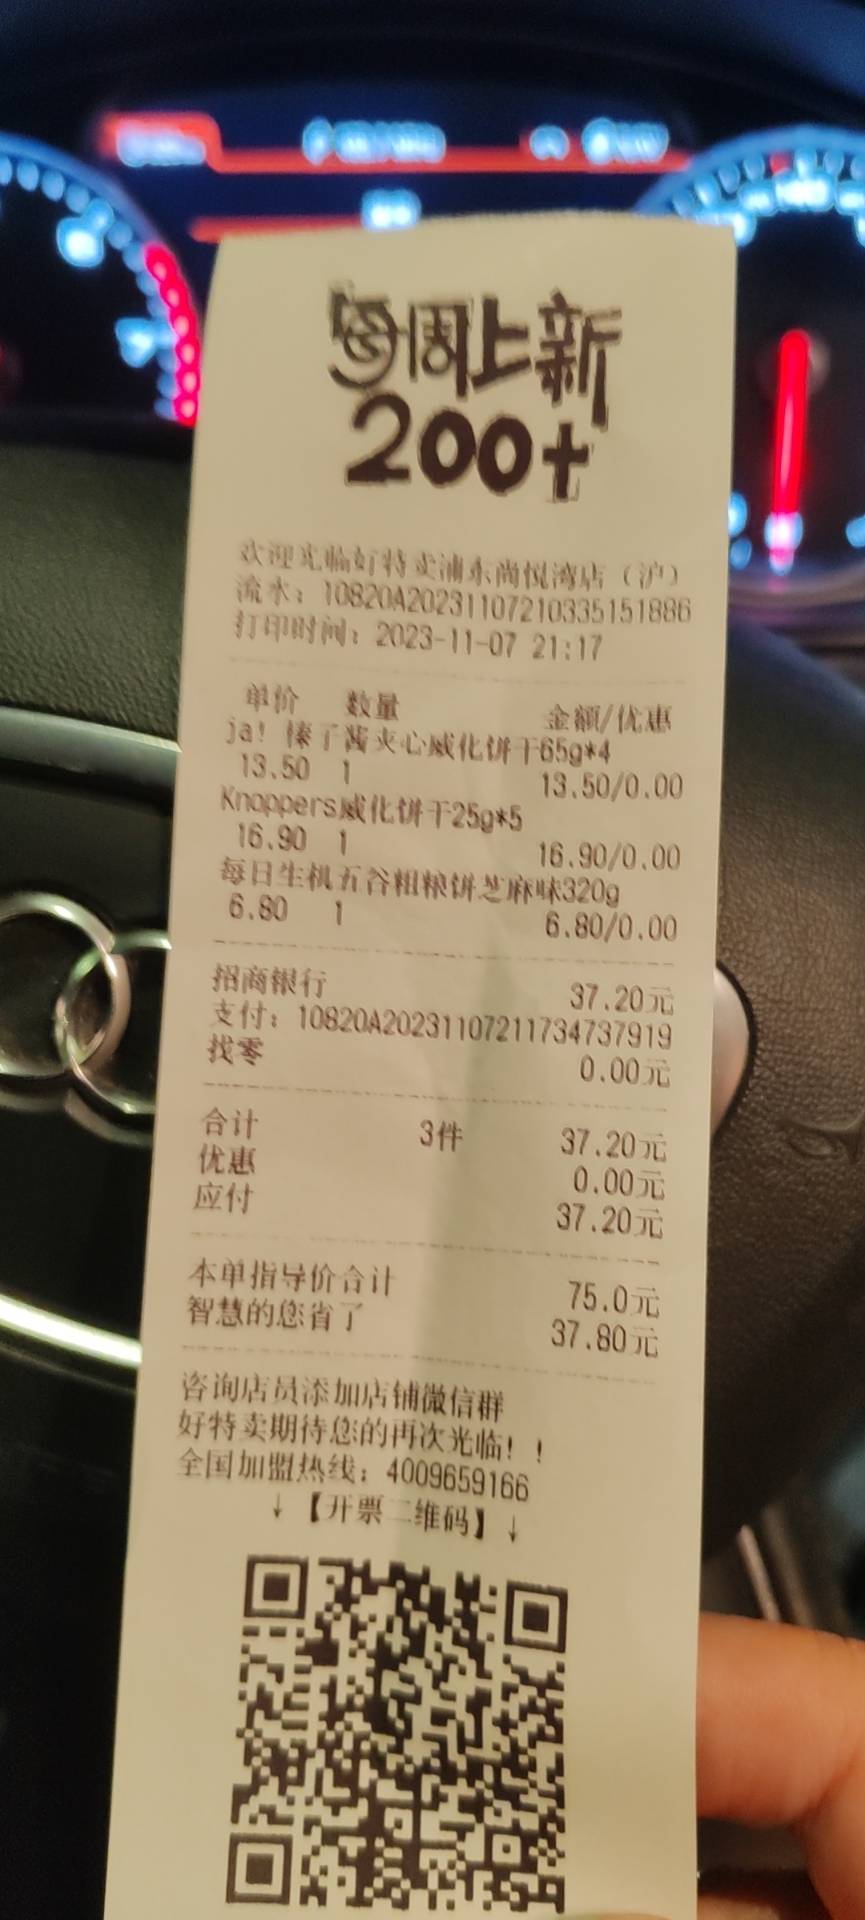 每周上新
200+
欢迎光临好特卖浦东尚悦湾店（沪）
流水：10820A20231107210335151886
打印时间：2023-11-07 21:17
单价 数量 金额/优惠
ja！榛子酱夹心威化饼干65g*4
13.50 1 13.50/0.00
Knoppers威化饼干25g*5
16.90 1 16.90/0.00
每日生机五谷粗粮饼芝麻味320g
6.80 1 6.80/0.00
招商银行 37.20元
支付：10820A20231107211734737919
找零 0.00元
合计 3件 37.20元
优惠 0.00元
应付 37.20元
本单指导价合计 75.0元
智慧的您省了 37.80元
咨询店员添加店铺微信群
好特卖期待您的再次光临！！
全国加盟热线：4009659166
↓【开票二维码】↓